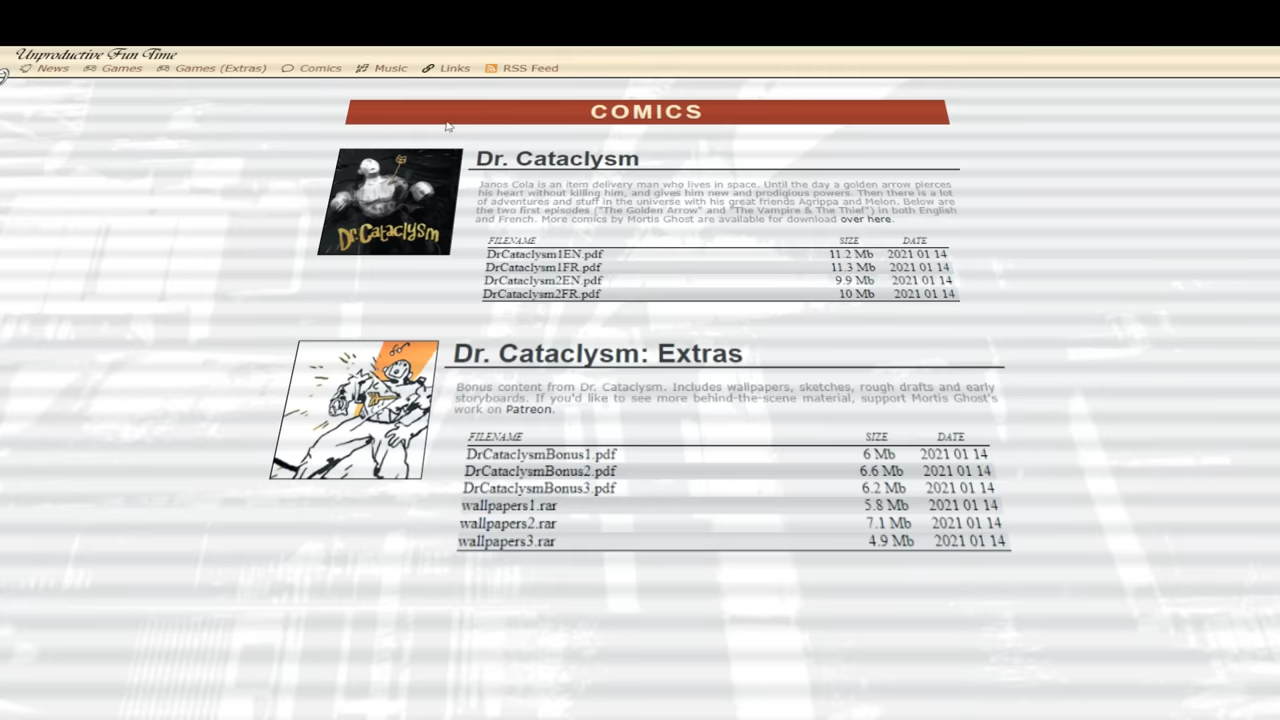 Unproductive Fun Time
News Games Games (Extras) Comics Music Links RSS Feed
COMICS
Dr. Cataclysm
Janos Cola is an item delivery man who lives in space. Until the day a golden arrow pierces
his heart without killing him, and gives him new and prodigious powers. Then there is a lot
of adventures and stuff in the universe with his great friends Agrippa and Melon. Below are
the two first episodes ("The Golden Arrow" and "The Vampire & The Thief") in both English
and French. More comics by Mortis Ghost are available for download over here.
Dr. Cataclysm
FILENAME SIZE DATE
DrCataclysm1EN.pdf 11.2 Mb 2021 01 14
DrCataclysm1FR.pdf 11.3 Mb 2021 01 14
DrCataclysm2EN.pdf 9.9 Mb 2021 01 14
DrCataclysm2FR.pdf 10 Mb 2021 01 14
Dr. Cataclysm: Extras
Bonus content from Dr. Cataclysm. Includes wallpapers, sketches, rough drafts and early
storyboards. If you'd like to see more behind-the-scene material, support Mortis Ghost's
work on Patreon.
FILENAME SIZE DATE
DrCataclysmBonus1.pdf 6 Mb 2021 01 14
DrCataclysmBonus2.pdf 6.6 Mb 2021 01 14
DrCataclysmBonus3.pdf 6.2 Mb 2021 01 14
wallpapers1.rar 5.8 Mb 2021 01 14
wallpapers2.rar 7.1 Mb 2021 01 14
wallpapers3.rar 4.9 Mb 2021 01 14